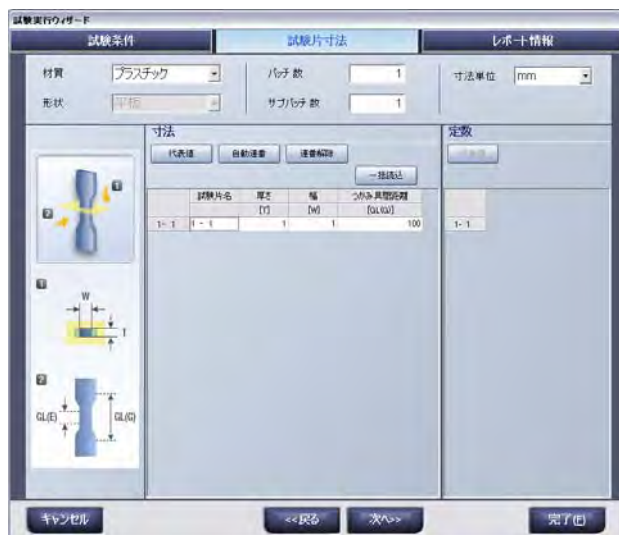 試験実行ウィザード
試験条件
試験片寸法
レポート情報
材質 プラスチック
バッチ 数 1
寸法単位 mm
形状 平板
サブバッチ 数 1
寸法
定数
代表値 自動連番 連番解除
一括読込
試験片名 厚さ 幅 つかみ具間距離
[T] [W] [GL(G)]
1- 1 1 - 1 1 1 100
1- 1
1
2
1
W
T
2
GL(E) GL(G)
キャンセル
<<戻る
次へ>>
完了(F)